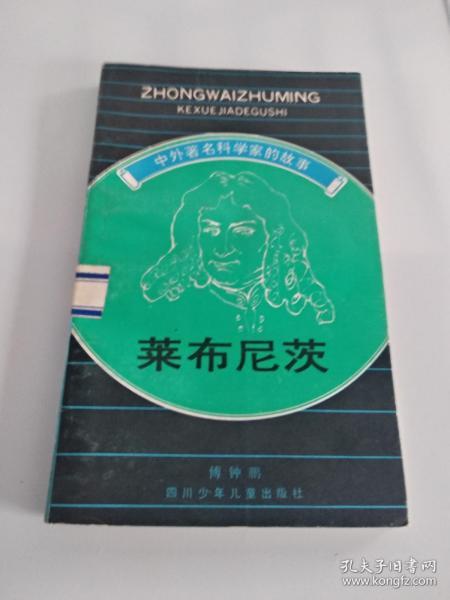 ZHONGWAIZHUMING
KEXUEJIADEGUSHI
中外著名科学家的故事
莱布尼茨
傅钟鹏
四川少年儿童出版社
孔夫子旧书网
www.kongfz.com